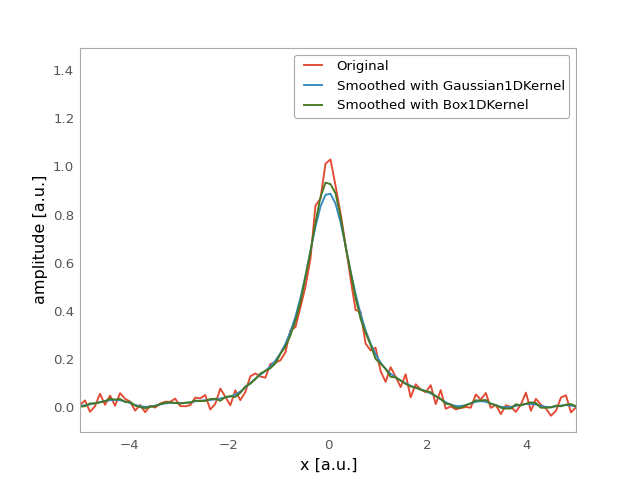 Original
Smoothed with Gaussian1DKernel
Smoothed with Box1DKernel
1.4
1.2
1.0
0.8
0.6
0.4
0.2
0.0
amplitude [a.u.]
−4
−2
0
2
4
x [a.u.]